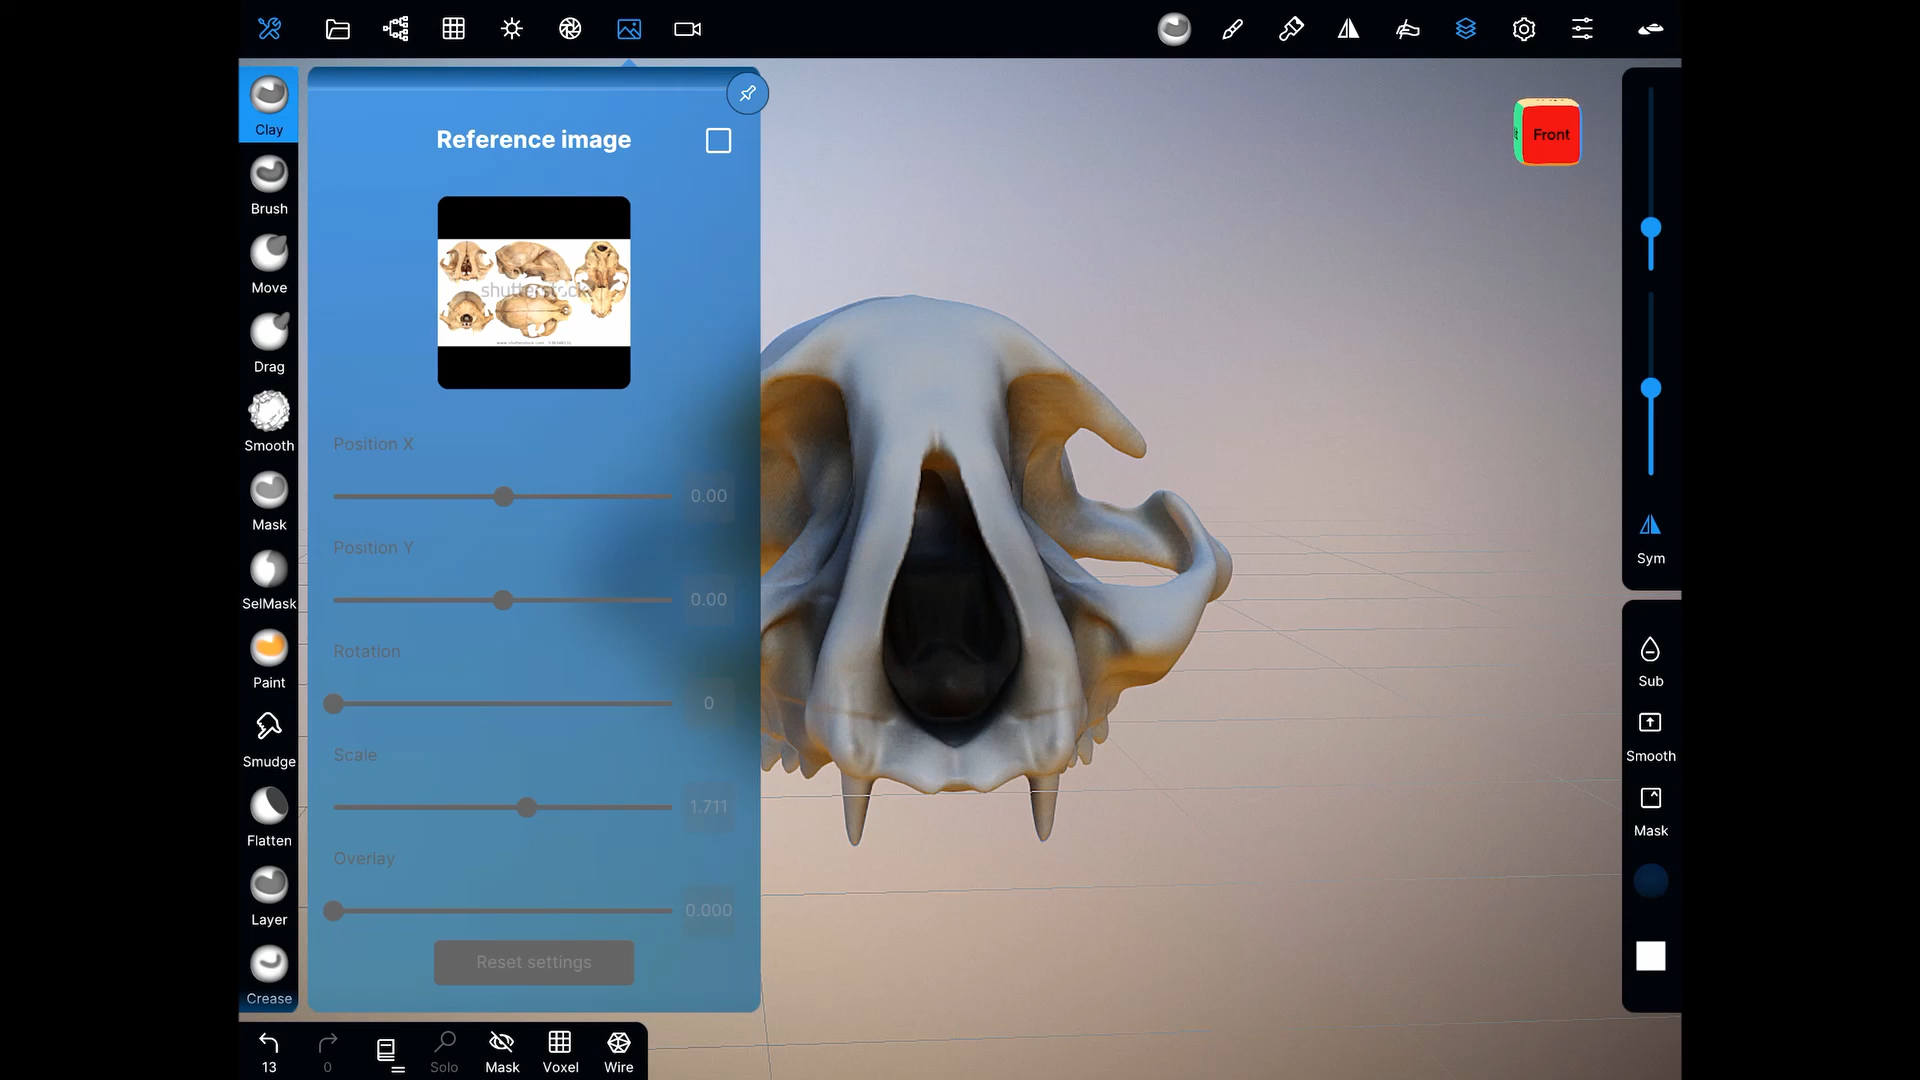 Clay
Reference image
Front
Brush
Move
shutterstock
Drag
Smooth
Position X
0.00
Mask
Position Y
Sym
SelMask
0.00
Rotation
Sub
Paint
0
Smooth
Scale
Smudge
1.711
Mask
Flatten
Overlay
0.000
Layer
Reset settings
Crease
13
0
Solo
Mask
Voxel
Wire